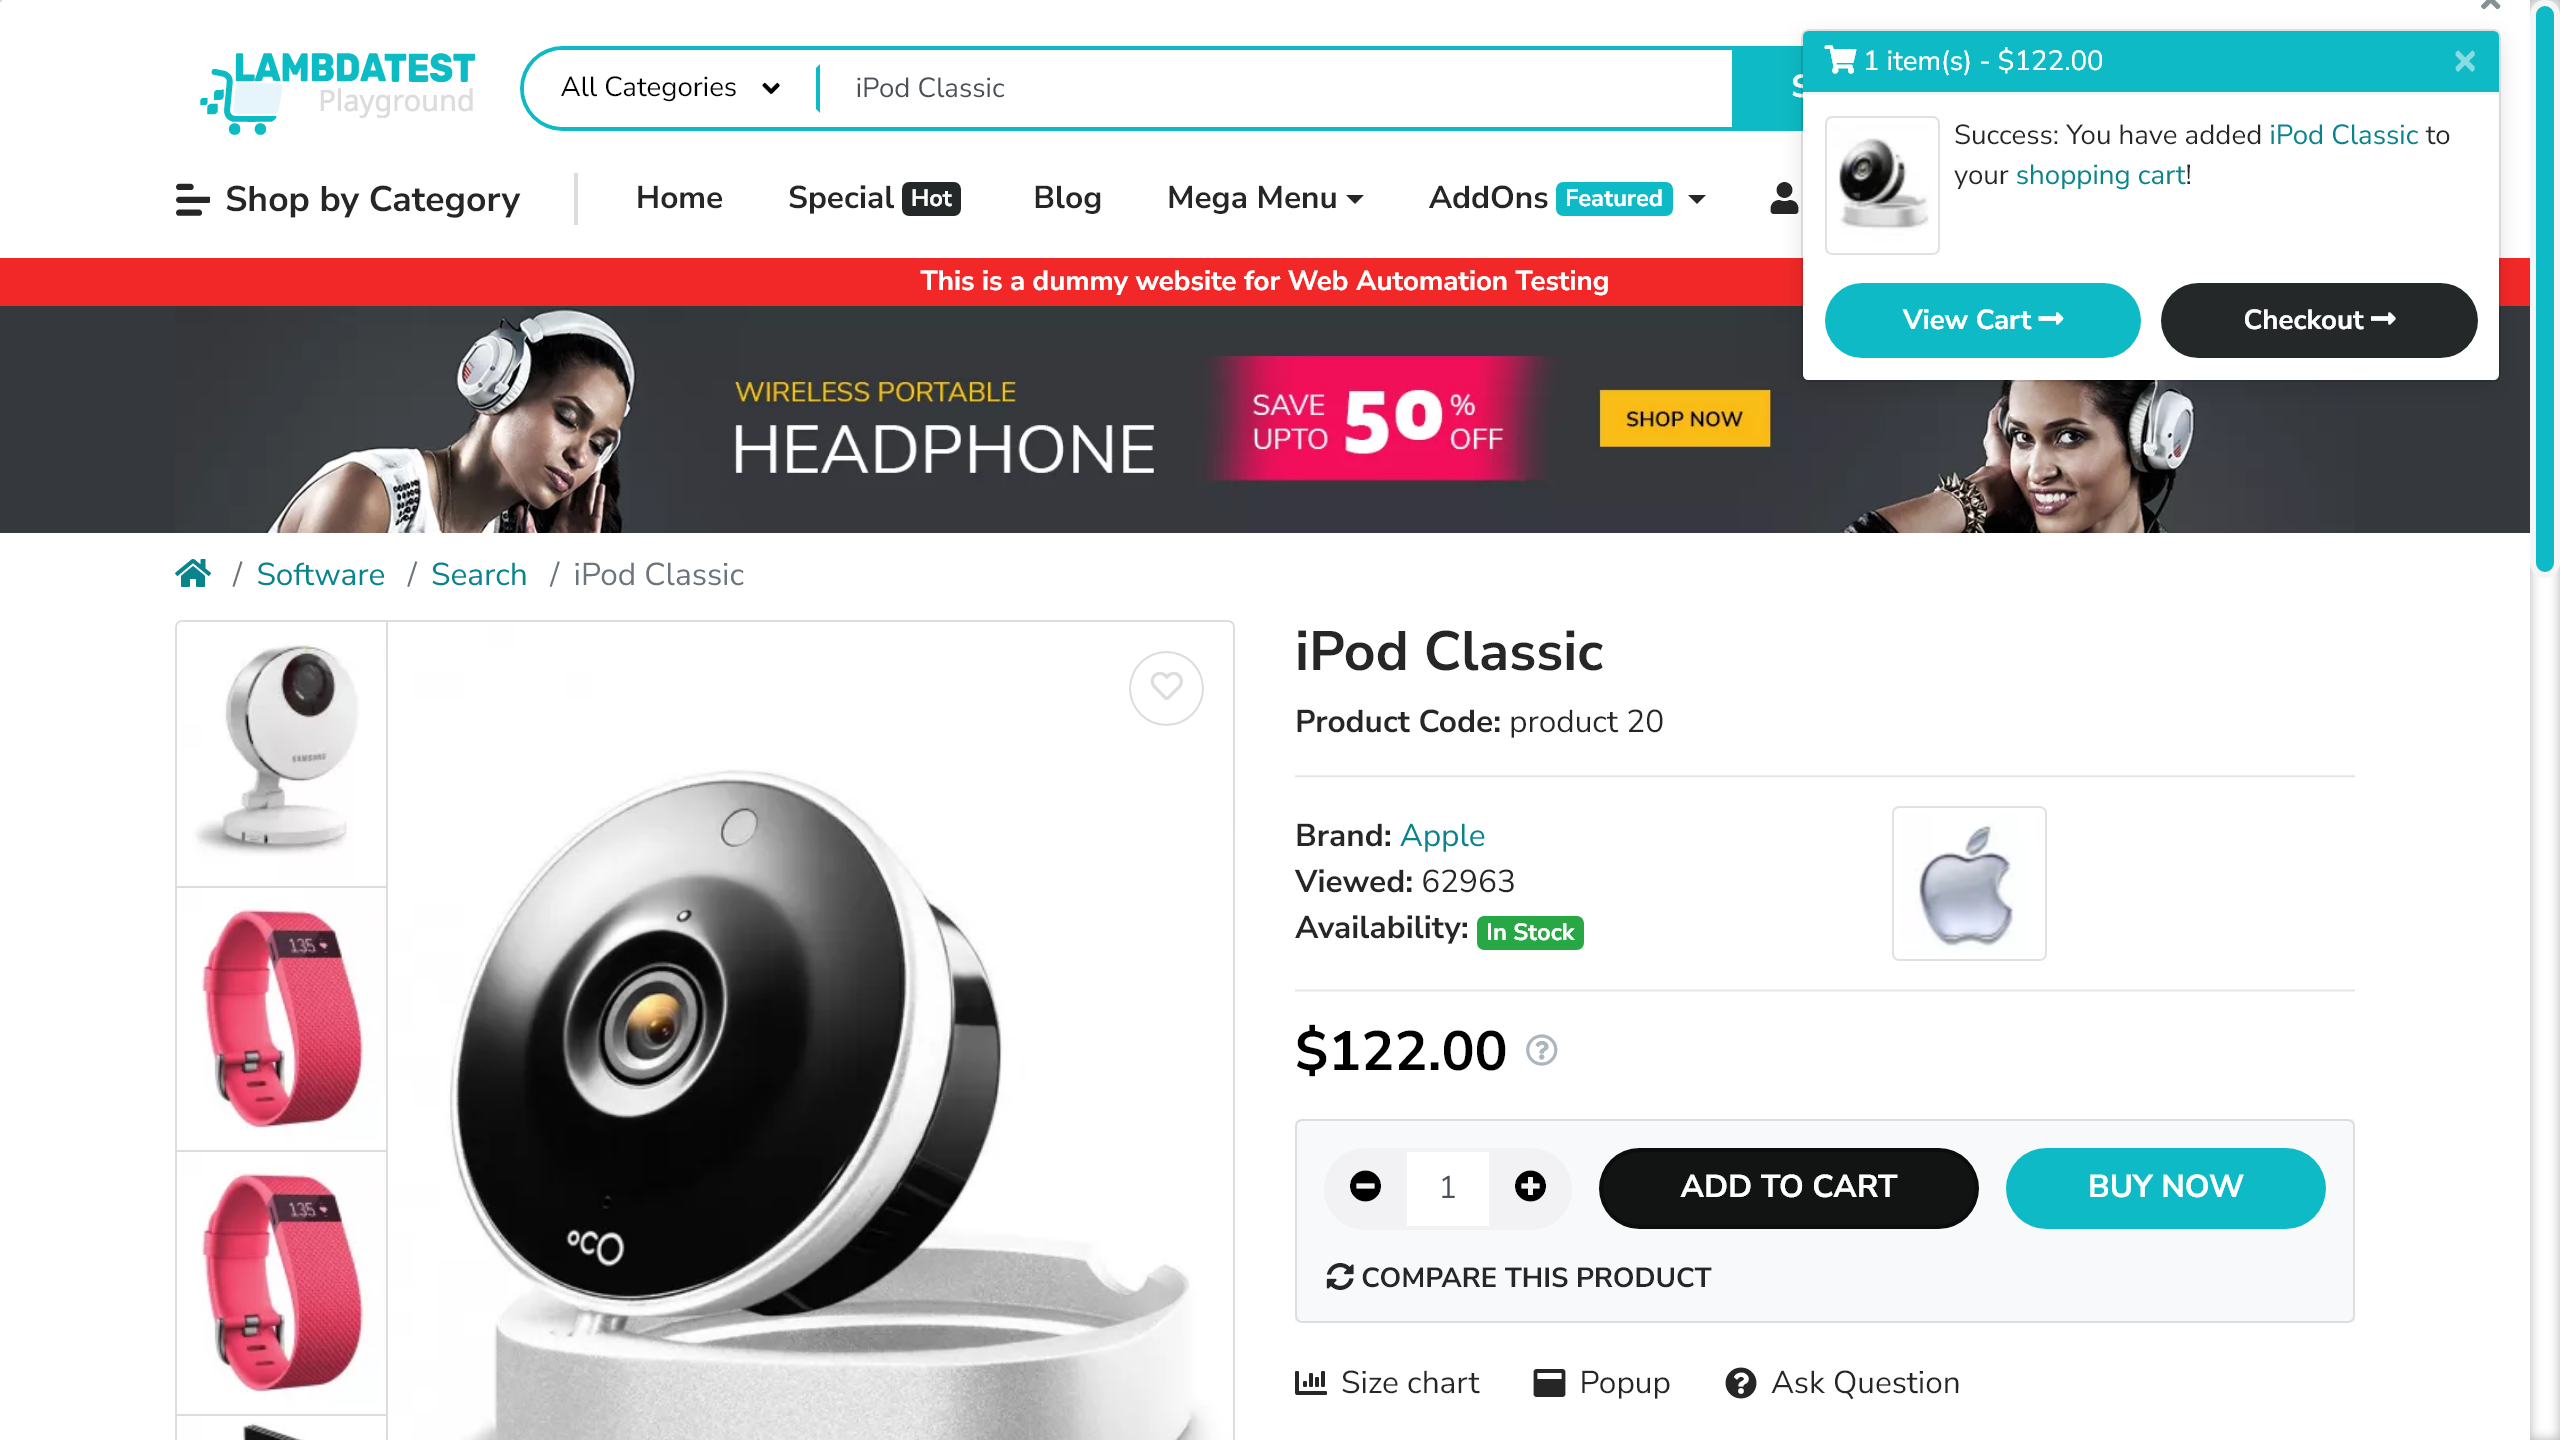 LAMBDATEST
Playground
All Categories
iPod Classic
1 item(s) - $122.00
Success: You have added iPod Classic to
your shopping cart!
View Cart
Checkout
Shop by Category
Home
Special Hot
Blog
Mega Menu
AddOns Featured
This is a dummy website for Web Automation Testing
WIRELESS PORTABLE
HEADPHONE
SAVE
UPTO
50
%
OFF
SHOP NOW
/ Software / Search / iPod Classic
iPod Classic
Product Code: product 20
Brand: Apple
Viewed: 62963
Availability: In Stock
$122.00
1
ADD TO CART
BUY NOW
COMPARE THIS PRODUCT
Size chart
Popup
Ask Question
SAMSUNG
135
135
oco